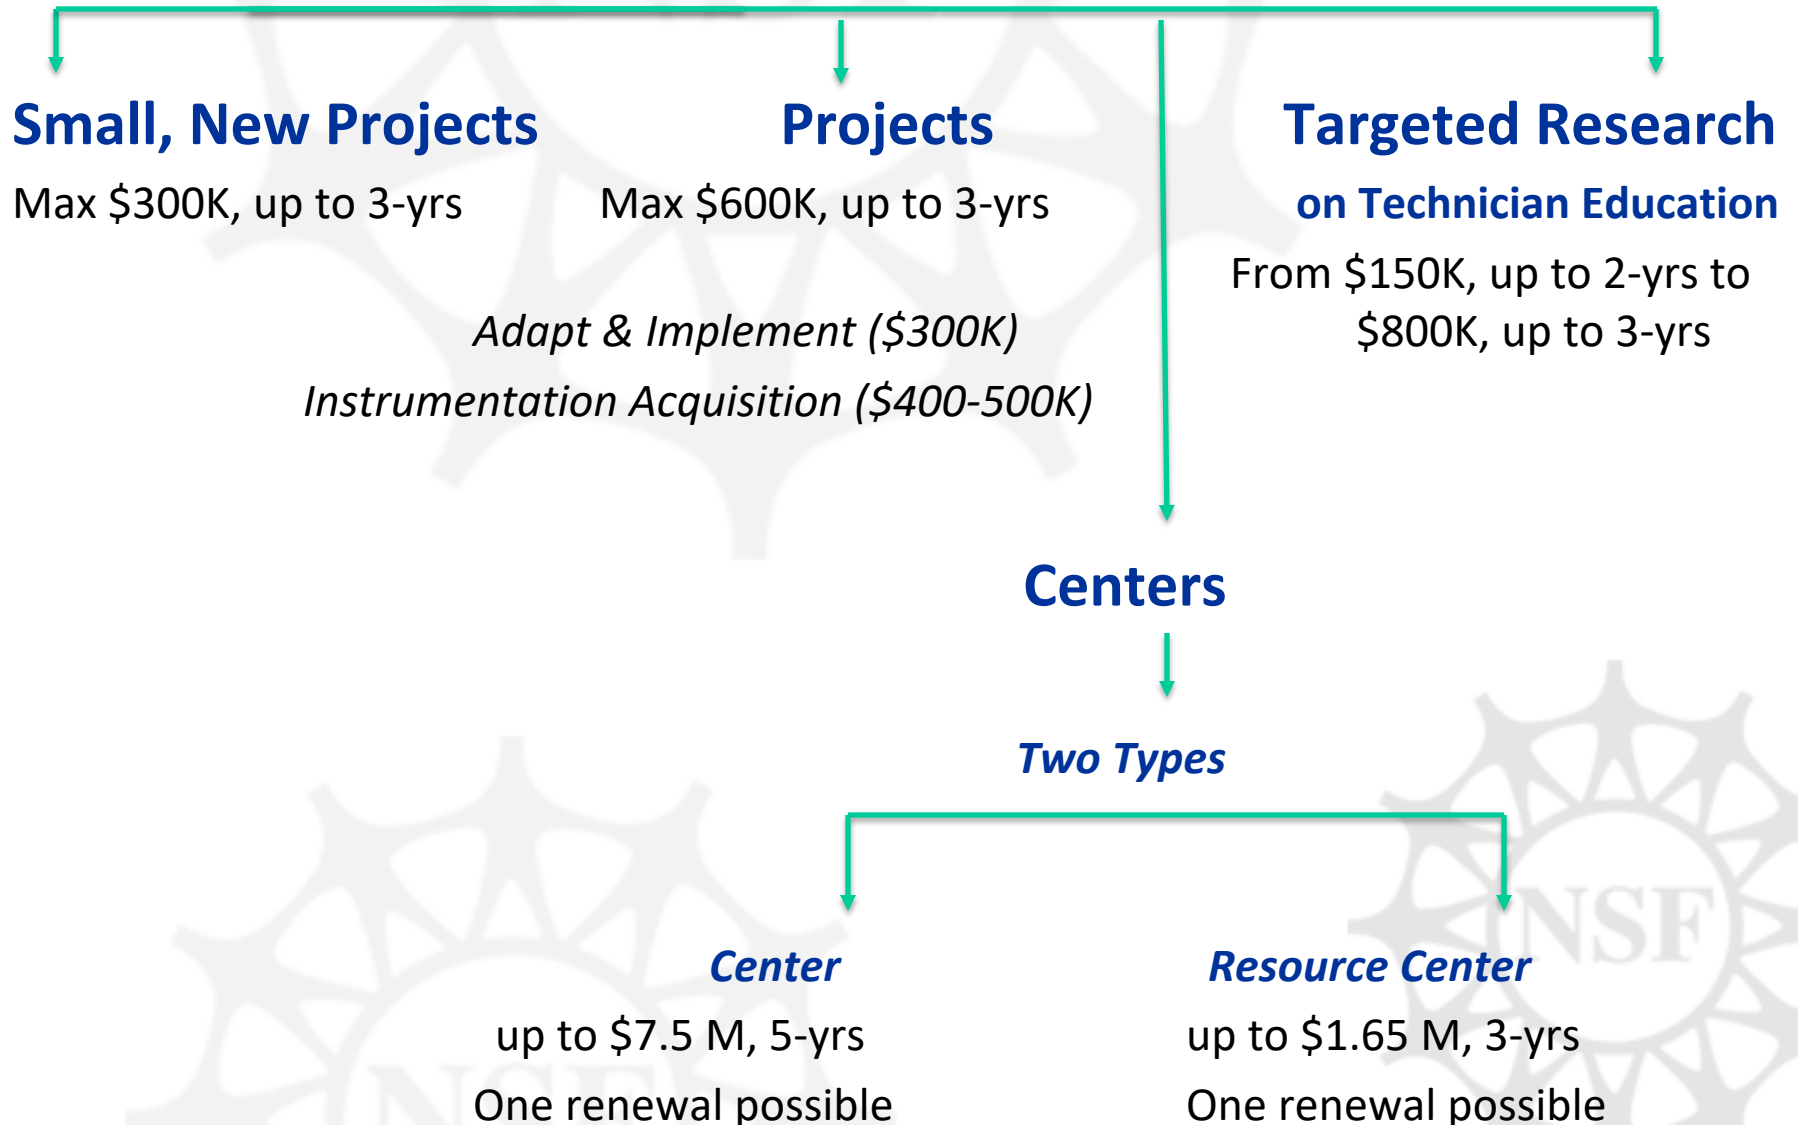 Small, New Projects
Max $300K, up to 3-yrs
Projects
Max $600K, up to 3-yrs
Adapt & Implement ($300K)
Instrumentation Acquisition ($400-500K)
Targeted Research
on Technician Education
From $150K, up to 2-yrs to
$800K, up to 3-yrs
Centers
Two Types
Center
up to $7.5 M, 5-yrs
One renewal possible
Resource Center
up to $1.65 M, 3-yrs
One renewal possible
NSF
NSF